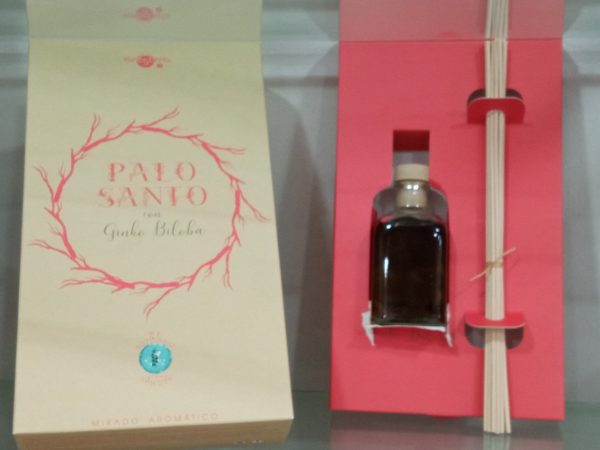 PALO
SANTO
con
Ginko Biloba
MIKADO AROMÁTICO